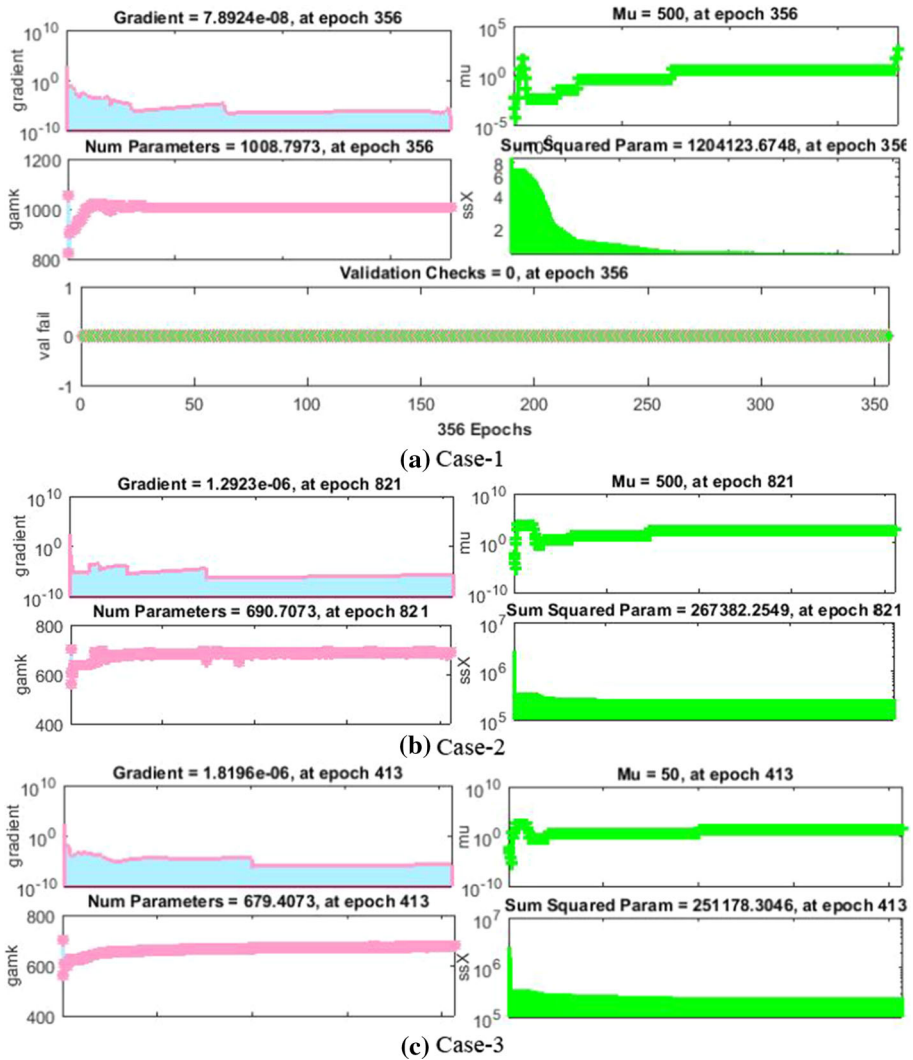 Gradient = 7.8924e-08, at epoch 356
gradient
10^10
10^0
10^-10
Mu = 500, at epoch 356
mu
10^5
10^0
10^-5
Num Parameters = 1008.7973, at epoch 356
gamk
1200
1000
800
Sum Squared Param = 1204123.6748, at epoch 356
10^6
ssX
8
6
4
2
Validation Checks = 0, at epoch 356
val fail
1
0
-1
0 50 100 150 200 250 300 350
356 Epochs
(a) Case-1
Gradient = 1.2923e-06, at epoch 821
gradient
10^10
10^0
10^-10
Mu = 500, at epoch 821
mu
10^10
10^0
10^-10
Num Parameters = 690.7073, at epoch 821
gamk
800
600
400
Sum Squared Param = 267382.2549, at epoch 821
ssX
10^7
10^6
10^5
(b) Case-2
Gradient = 1.8196e-06, at epoch 413
gradient
10^10
10^0
10^-10
Mu = 50, at epoch 413
mu
10^10
10^0
10^-10
Num Parameters = 679.4073, at epoch 413
gamk
800
600
400
Sum Squared Param = 251178.3046, at epoch 413
ssX
10^7
10^6
10^5
(c) Case-3